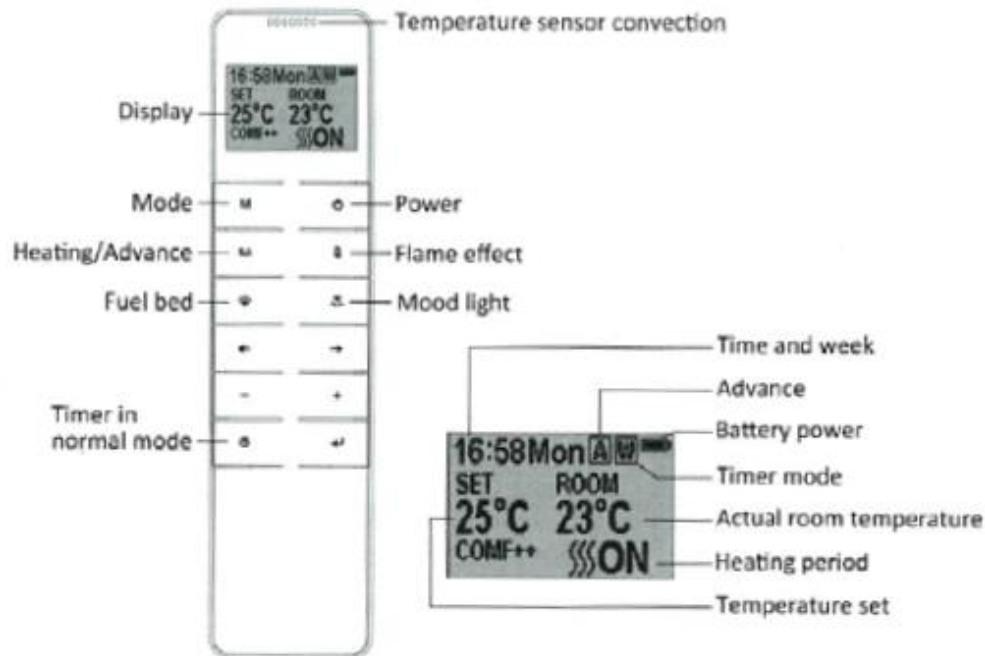 Temperature sensor convection
16:58Mon A W
SET ROOM
25°C 23°C
COMF++ ON
Display
Mode M
Power
Heating/Advance
Flame effect
Fuel bed
Mood light
← →
- +
Timer in
normal mode
↵
Time and week
Advance
Battery power
16:58Mon A W
Timer mode
SET ROOM
25°C 23°C
Actual room temperature
COMF++ ON
Heating period
Temperature set